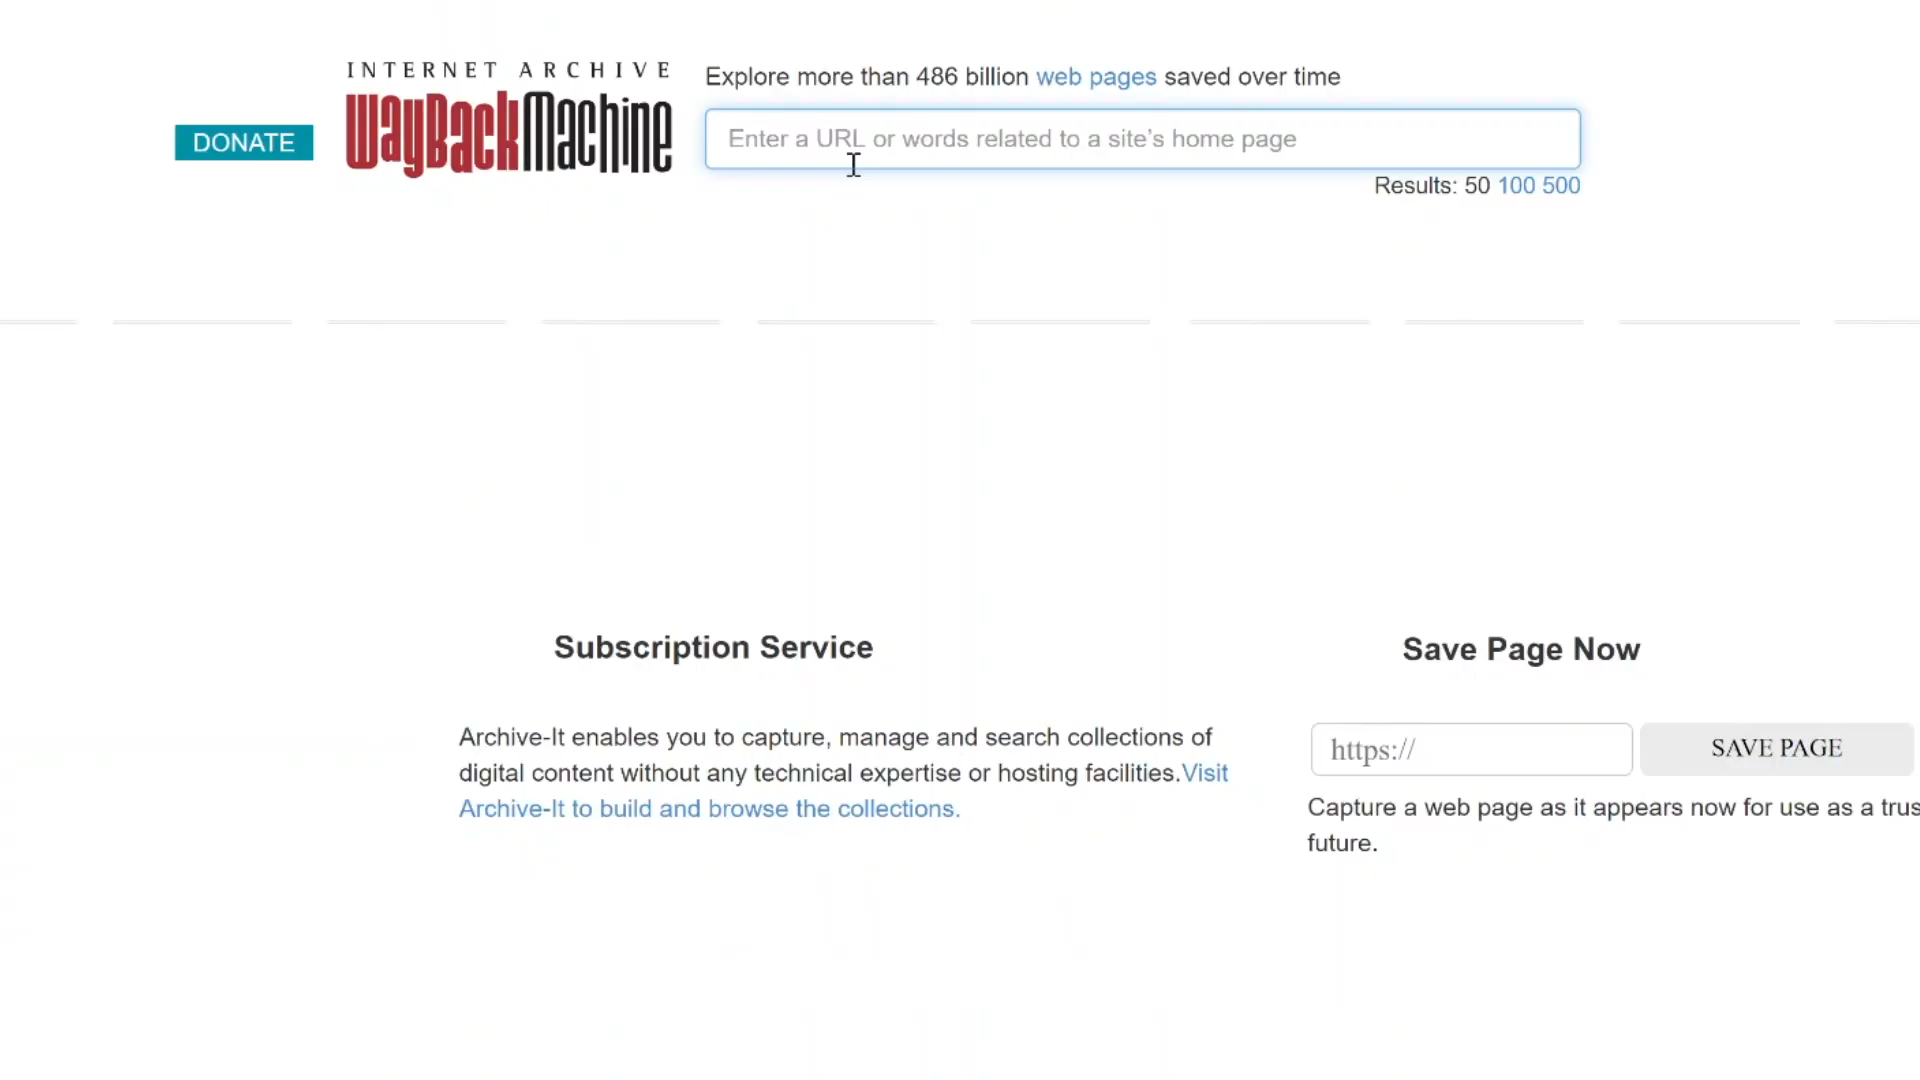 INTERNET ARCHIVE
WayBackMachine
DONATE
Explore more than 486 billion web pages saved over time
Enter a URL or words related to a site's home page
Results: 50 100 500
Subscription Service
Archive-It enables you to capture, manage and search collections of
digital content without any technical expertise or hosting facilities.Visit
Archive-It to build and browse the collections.
Save Page Now
https://
SAVE PAGE
Capture a web page as it appears now for use as a trus
future.